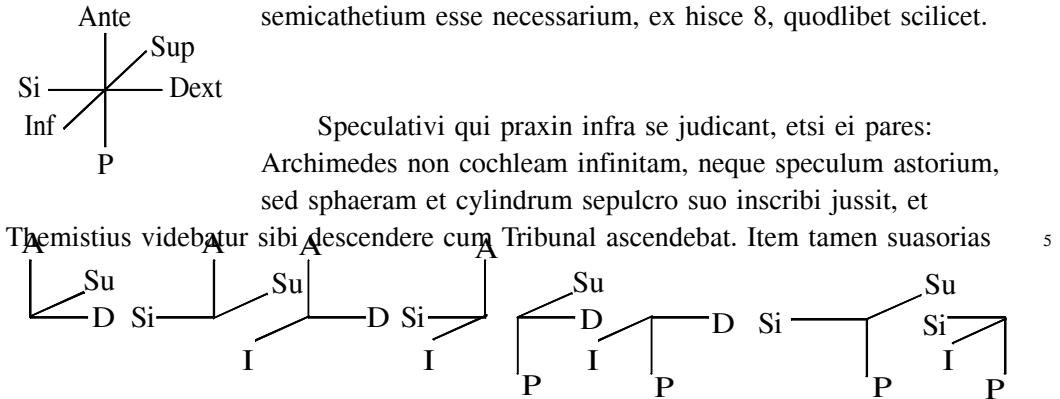 Ante
semicathetium esse necessarium, ex hisce 8, quodlibet scilicet.
Sup
Si
Dext
Inf
P
Speculativi qui praxin infra se judicant, etsi ei pares:
Archimedes non cochleam infinitam, neque speculum astorium,
sed sphaeram et cylindrum sepulcro suo inscribi jussit, et
Themistius videbatur sibi descendere cum Tribunal ascendebat. Item tamen suasorias 5
A A A A
Su Su Su Su
D Si D Si D D Si Si
I I I I
P P P P